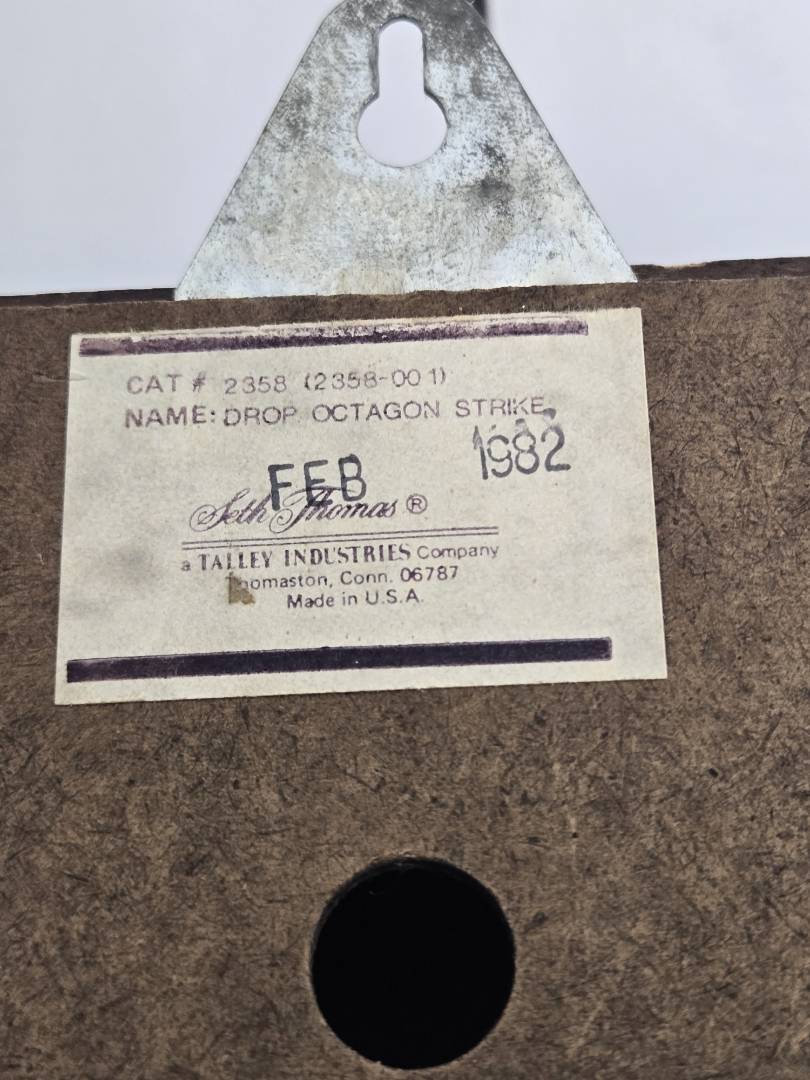 CAT # 2358 (2358-001)
NAME: DROP OCTAGON STRIKE
FEB 1982
Seth Thomas ®
a TALLEY INDUSTRIES Company
Thomaston, Conn. 06787
Made in U.S.A.